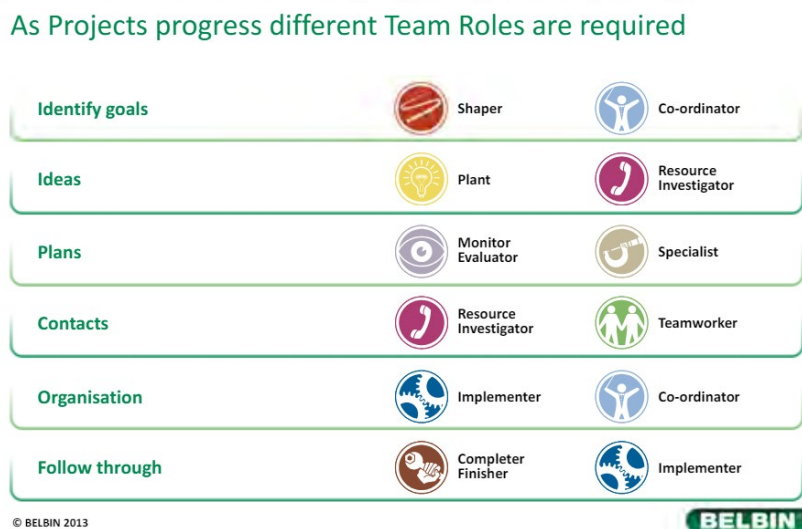 As Projects progress different Team Roles are required
Identify goals
Shaper
Co-ordinator
Ideas
Plant
Resource
Investigator
Plans
Monitor
Evaluator
Specialist
Contacts
Resource
Investigator
Teamworker
Organisation
Implementer
Co-ordinator
Follow through
Completer
Finisher
Implementer
© BELBIN 2013
BELBIN